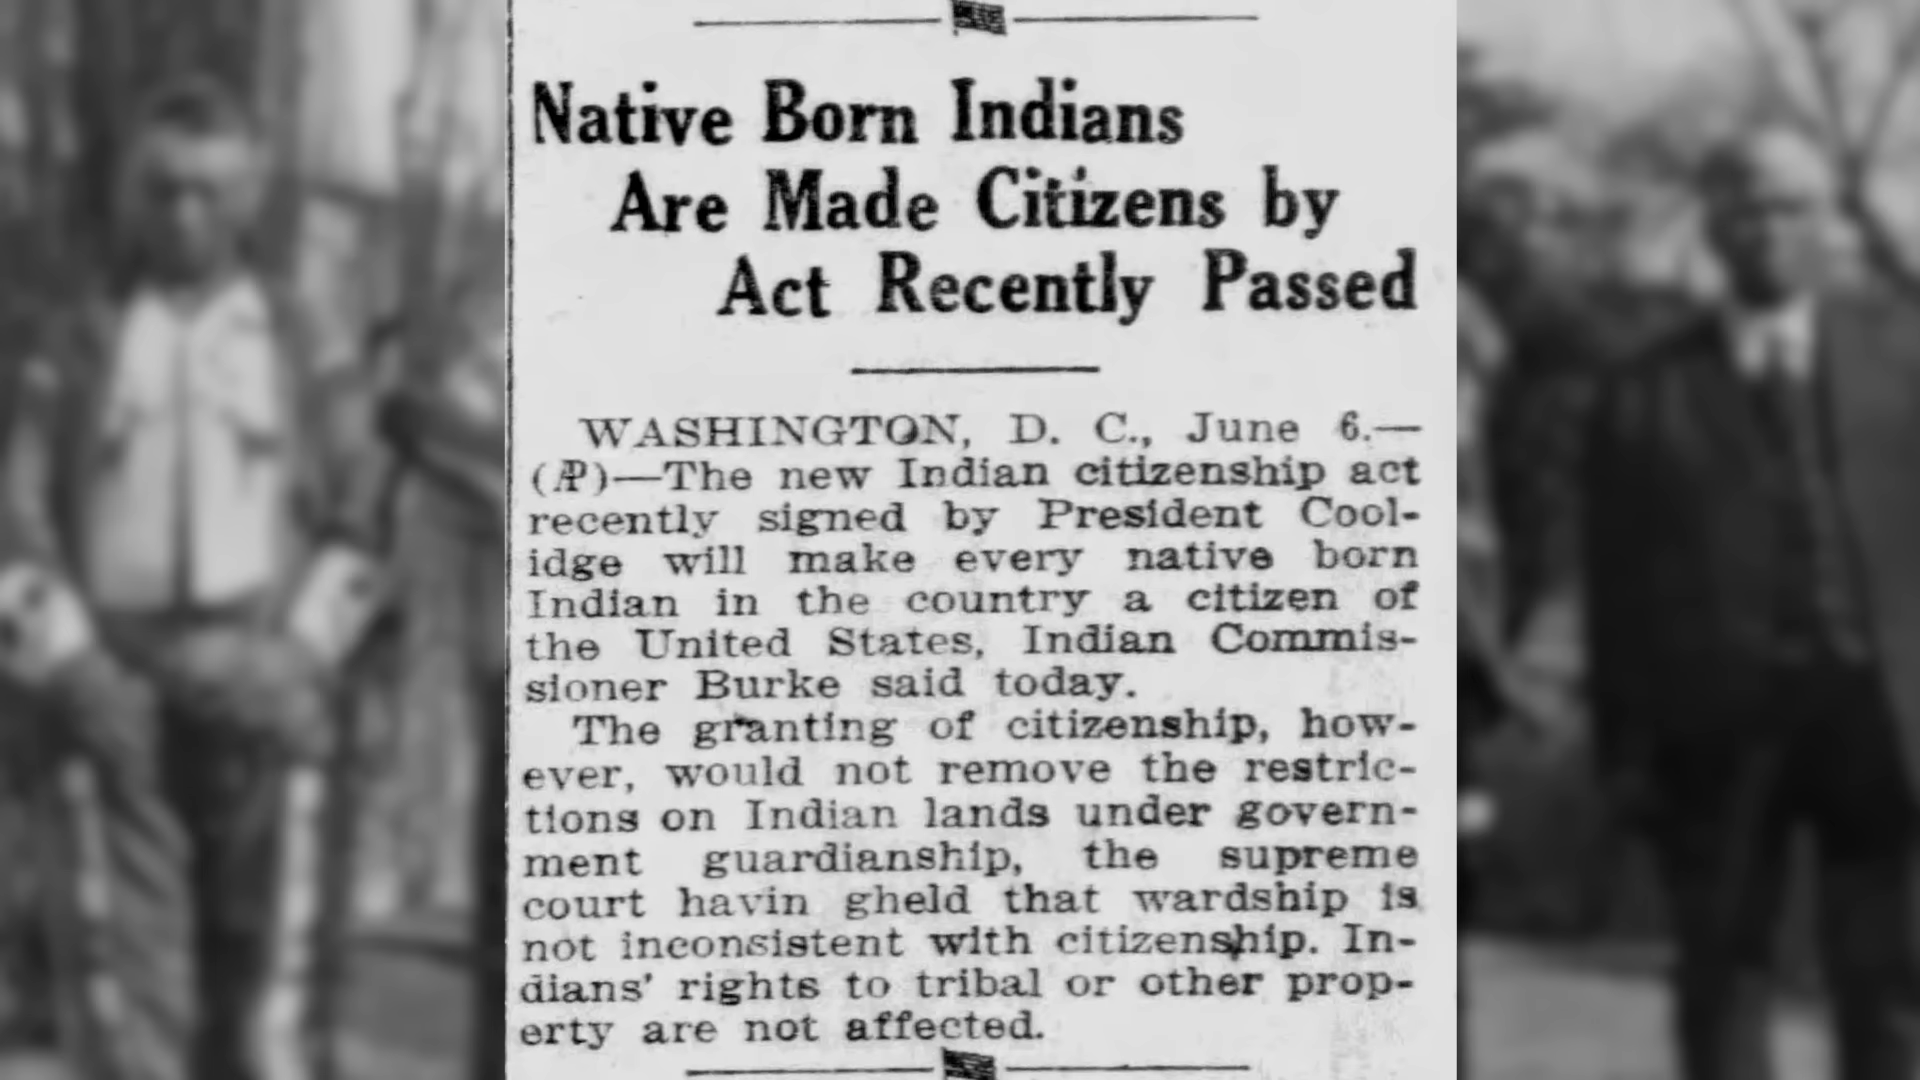 Native Born Indians
Are Made Citizens by
Act Recently Passed
WASHINGTON, D. C., June 6.—
(AP)—The new Indian citizenship act
recently signed by President Cool-
idge will make every native born
Indian in the country a citizen of
the United States, Indian Commis-
sioner Burke said today.
The granting of citizenship, how-
ever, would not remove the restric-
tions on Indian lands under govern-
ment guardianship, the supreme
court havin gheld that wardship is
not inconsistent with citizenship. In-
dians' rights to tribal or other prop-
erty are not affected.